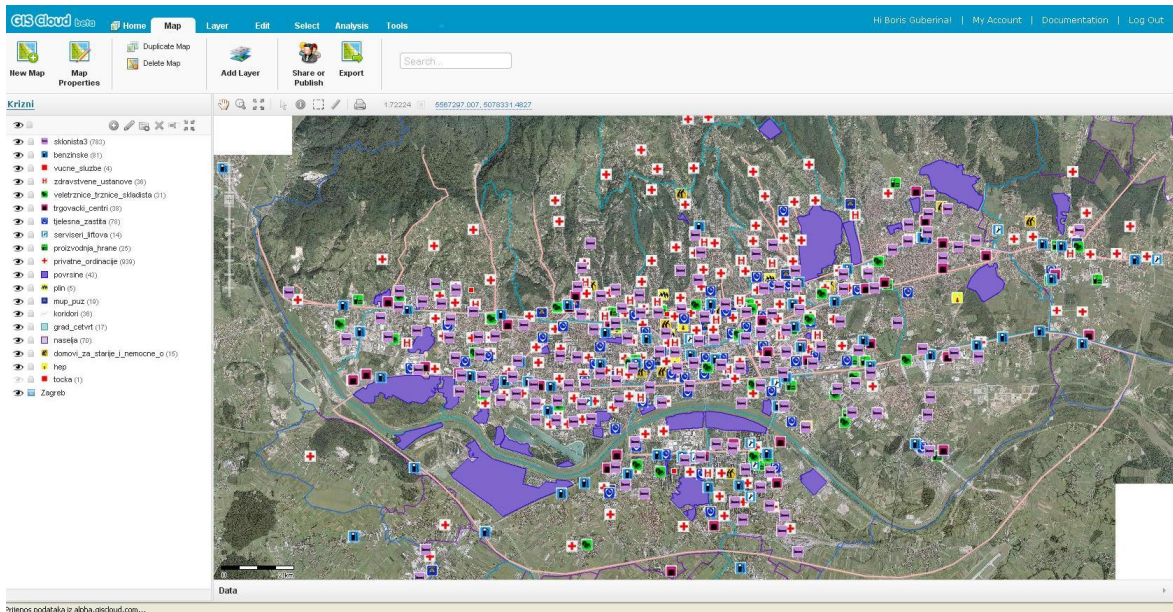 GIS Cloud beta Home Map Layer Edit Select Analysis Tools Hi Boris Guberina! | My Account | Documentation | Log Out
New Map
Map Properties
Duplicate Map
Delete Map
Add Layer
Share or Publish
Export
Search...
Krizni
1.72224 5567297.007, 5078331.4827
sklonista3 (783)
benzinske (81)
vucne_sluzbe (4)
zdravstvene_ustanove (36)
veletrznice_trznice_skladista (31)
trgovacki_centri (38)
tjelesna_zastita (78)
serviseri_liftova (14)
proizvodnja_hrane (25)
privatne_ordinacije (939)
povrsine (43)
plin (5)
mup_puz (19)
koridori (36)
grad_cetvrt (17)
naselja (70)
domovi_za_starije_i_nemocne_o (15)
hep
tocka (1)
Zagreb
Data
Prijenos podataka iz alpha.giscloud.com...